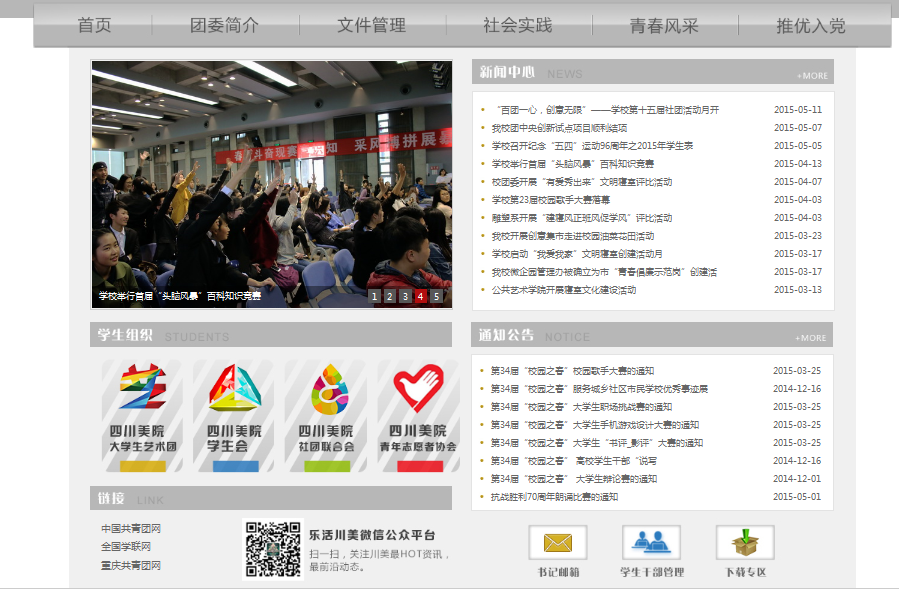 首页 团委简介 文件管理 社会实践 青春风采 推优入党
学校举行首届“头脑风暴”百科知识竞赛
1 2 3 4 5
新闻中心 NEWS +MORE
“百团一心，创意无限”——学校第十五届社团活动月开 2015-05-11
我校团中央创新试点项目顺利结项 2015-05-07
学校召开纪念“五四”运动96周年之2015年学生表 2015-05-05
学校举行首届“头脑风暴”百科知识竞赛 2015-04-13
校团委开展“有爱秀出来”文明寝室评比活动 2015-04-07
学校第23届校园歌手大赛落幕 2015-04-03
雕塑系开展“建寝风正班风促学风”评比活动 2015-04-03
我校开展创意集市走进校园油菜花田活动 2015-03-23
学校启动“我爱我家”文明寝室创建活动月 2015-03-17
我校微企园管理办被确立为市“青春倡廉示范岗”创建活 2015-03-17
公共艺术学院开展寝室文化建设活动 2015-03-13
学生组织 STUDENTS
四川美院
大学生艺术团
四川美院
学生会
四川美院
社团联合会
四川美院
青年志愿者协会
通知公告 NOTICE +MORE
第34届“校园之春”校园歌手大赛的通知 2015-03-25
第34届“校园之春”服务城乡社区市民学校优秀事迹展 2014-12-16
第34届“校园之春”大学生职场挑战赛的通知 2015-03-25
第34届“校园之春”大学生手机游戏设计大赛的通知 2015-03-25
第34届“校园之春”大学生“书评_影评”大赛的通知 2015-03-25
第34届“校园之春” 高校学生干部“说写 2014-12-16
第34届“校园之春” 大学生辩论赛的通知 2014-12-01
抗战胜利70周年朗诵比赛的通知 2015-05-01
链接 LINK
中国共青团网
全国学联网
重庆共青团网
乐活川美微信公众平台
扫一扫，关注川美最HOT资讯，
最前沿动态。
书记邮箱 学生干部管理 下载专区